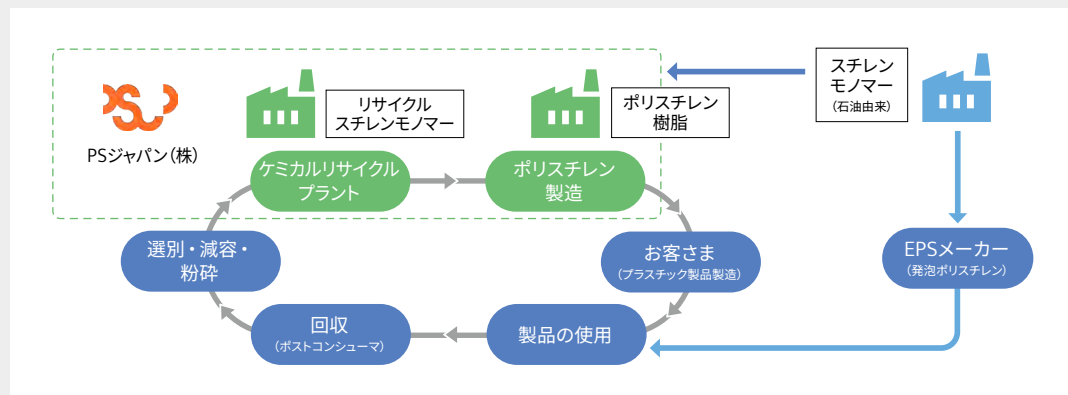 PSJ
PSジャパン(株)
リサイクル
スチレンモノマー
ポリスチレン
樹脂
スチレン
モノマー
(石油由来)
ケミカルリサイクル
プラント
ポリスチレン
製造
選別・減容・
粉砕
お客さま
(プラスチック製品製造)
EPSメーカー
(発泡ポリスチレン)
回収
(ポストコンシューマ)
製品の使用